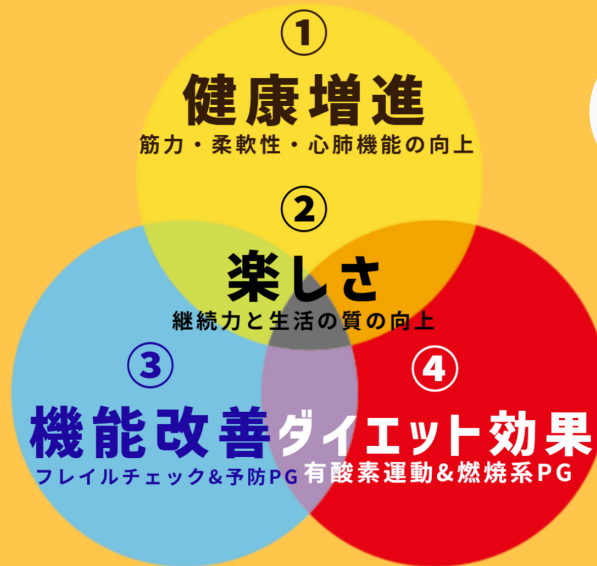 ①
健康増進
筋力・柔軟性・心肺機能の向上
②
楽しさ
継続力と生活の質の向上
③
機能改善
フレイルチェック&予防PG
④
ダイエット効果
有酸素運動&燃焼系PG